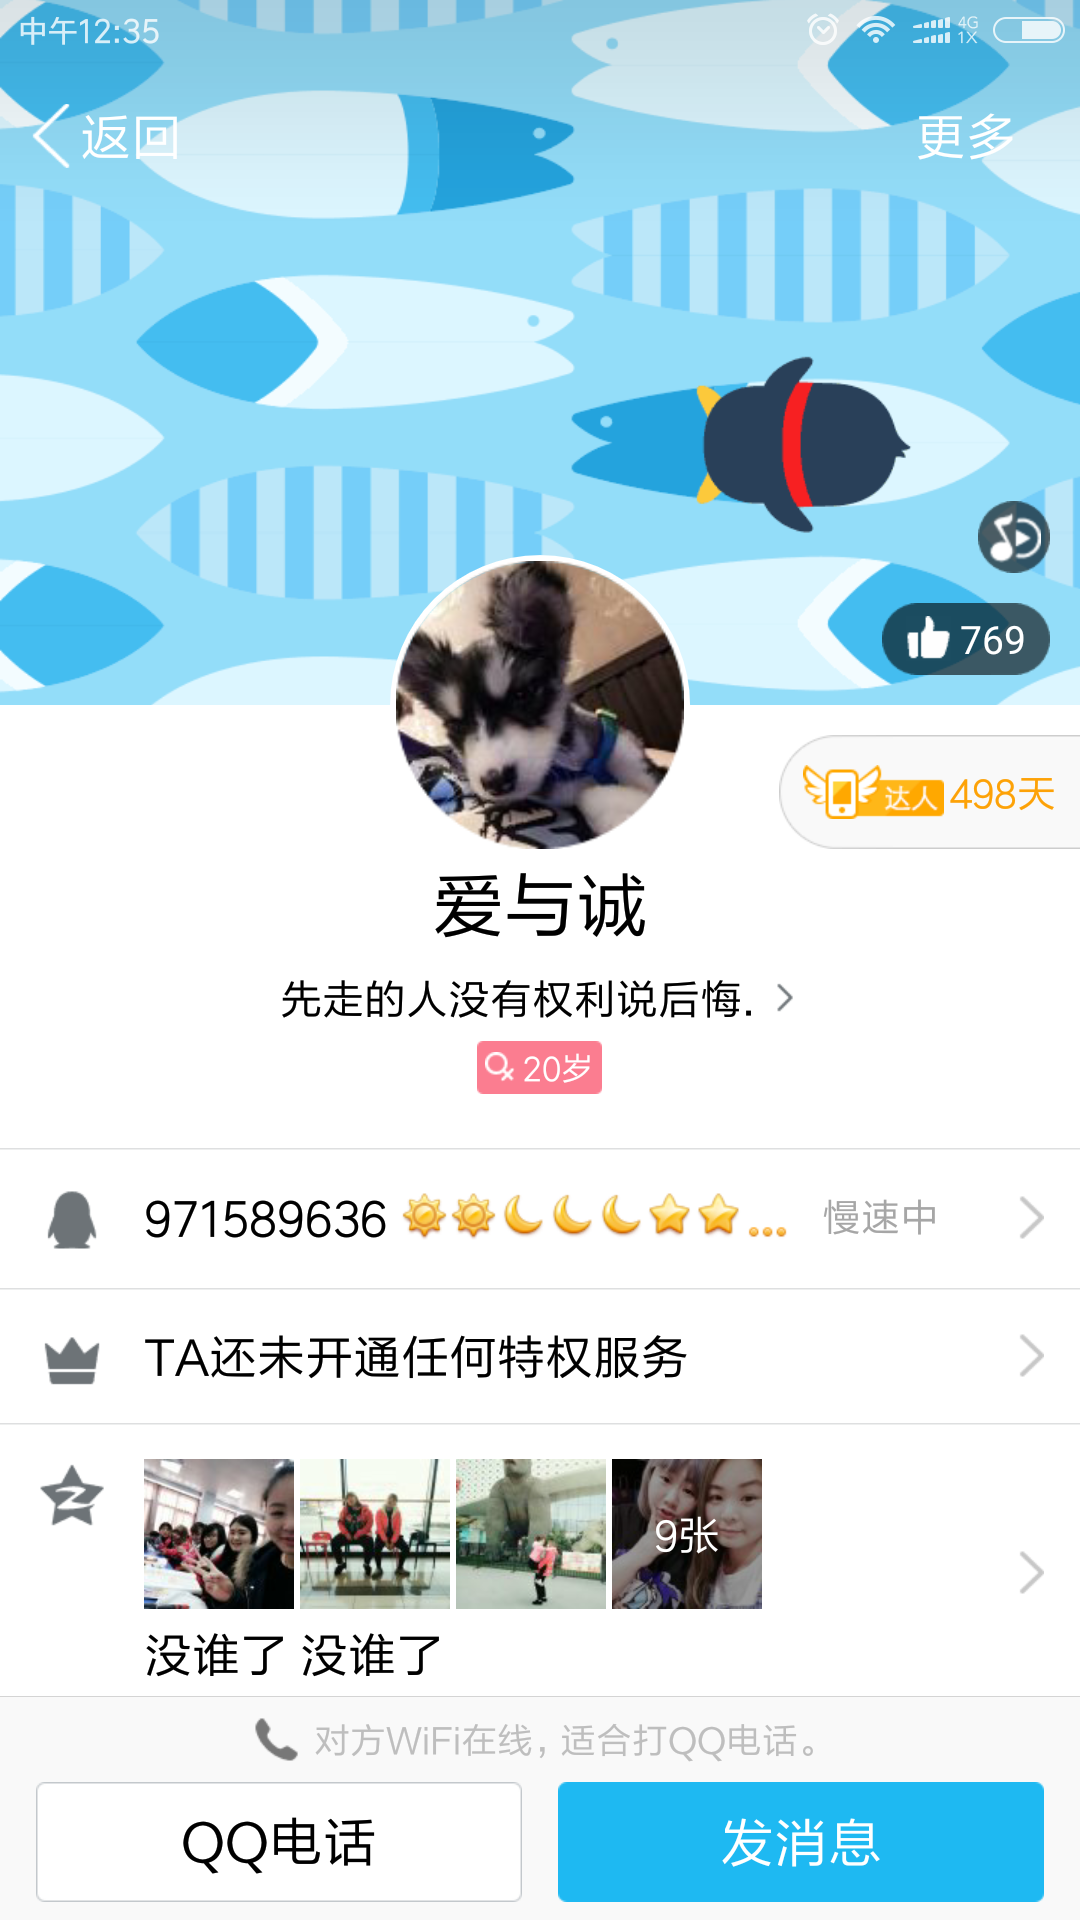 中午12:35
4G
1X
返回
更多
769
达人 498天
爱与诚
先走的人没有权利说后悔.
20岁
971589636 ... 慢速中
TA还未开通任何特权服务
9张
没谁了 没谁了
对方WiFi在线，适合打QQ电话。
QQ电话
发消息